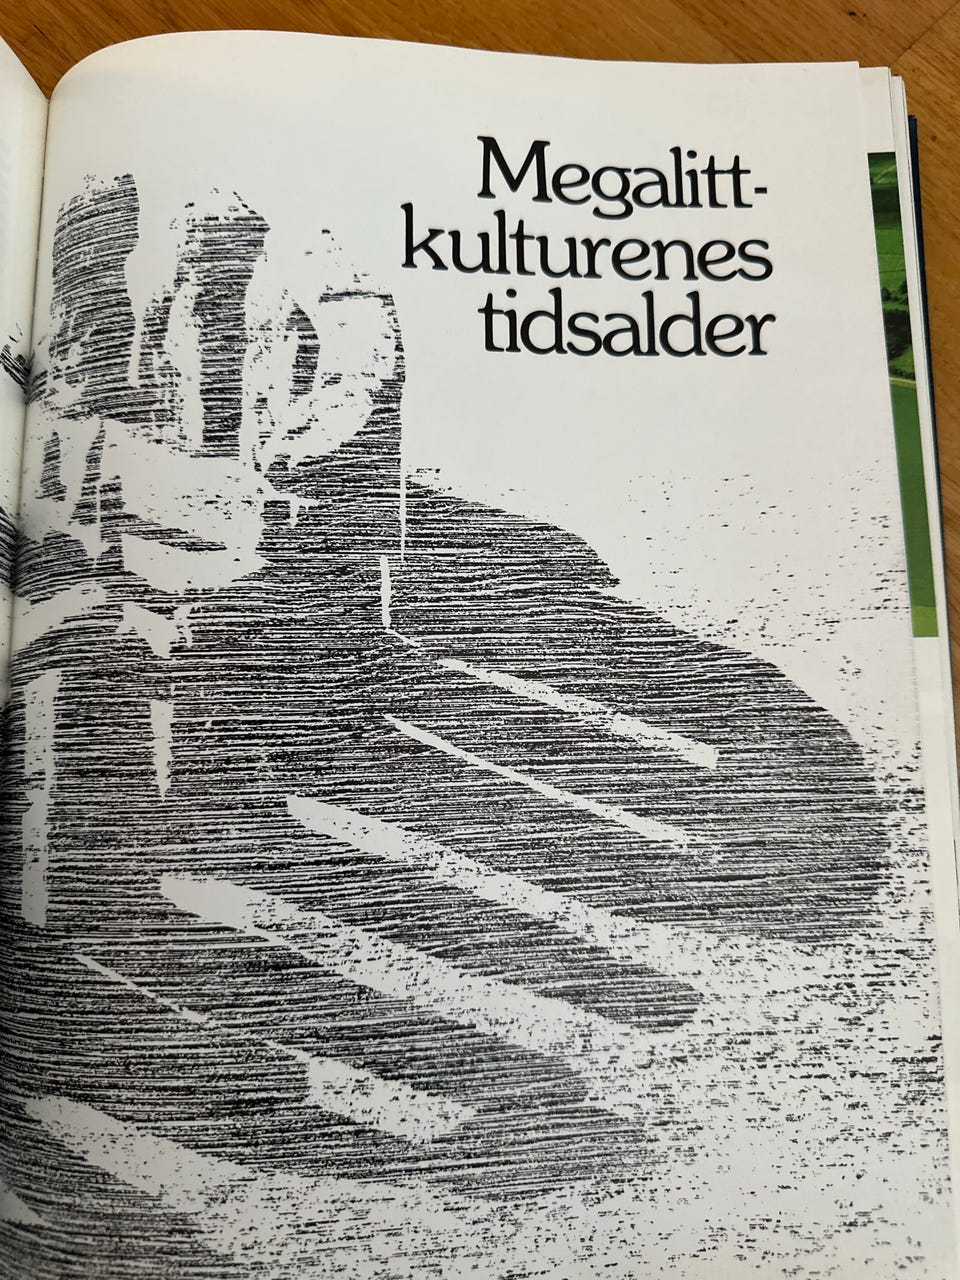 Megalitt-
kulturenes
tidsalder